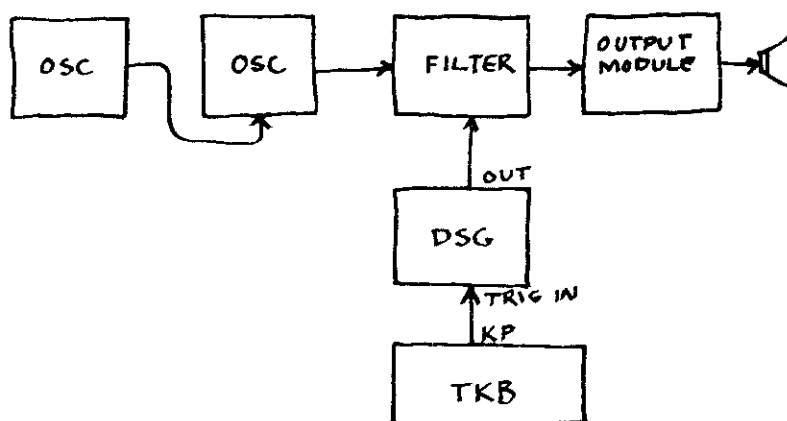 OSC
OSC
FILTER
OUTPUT
MODULE
OUT
DSG
TRIG IN
KP
TKB